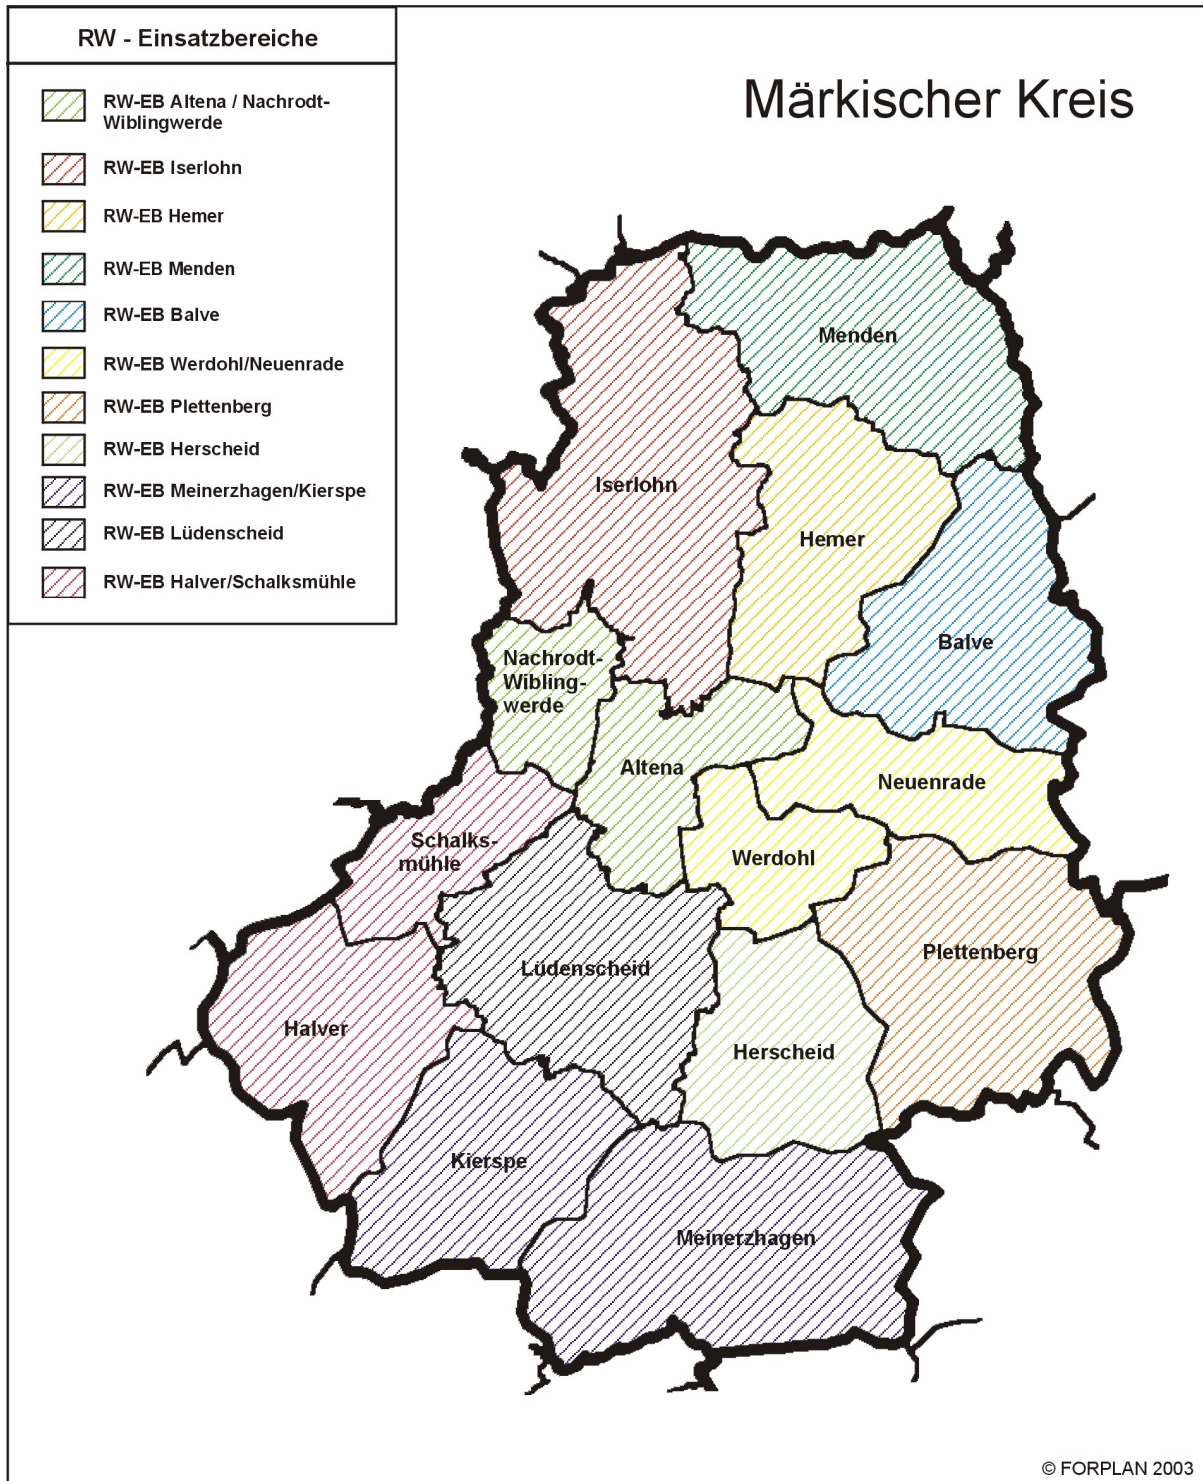 RW - Einsatzbereiche
RW-EB Altena / Nachrodt-
Wiblingwerde
RW-EB Iserlohn
RW-EB Hemer
RW-EB Menden
RW-EB Balve
RW-EB Werdohl/Neuenrade
RW-EB Plettenberg
RW-EB Herscheid
RW-EB Meinerzhagen/Kierspe
RW-EB Lüdenscheid
RW-EB Halver/Schalksmühle
Märkischer Kreis
Menden
Iserlohn
Hemer
Balve
Nachrodt-
Wibling-
werde
Altena
Neuenrade
Schalks-
mühle
Werdohl
Plettenberg
Lüdenscheid
Halver
Herscheid
Kierspe
Meinerzhagen
© FORPLAN 2003